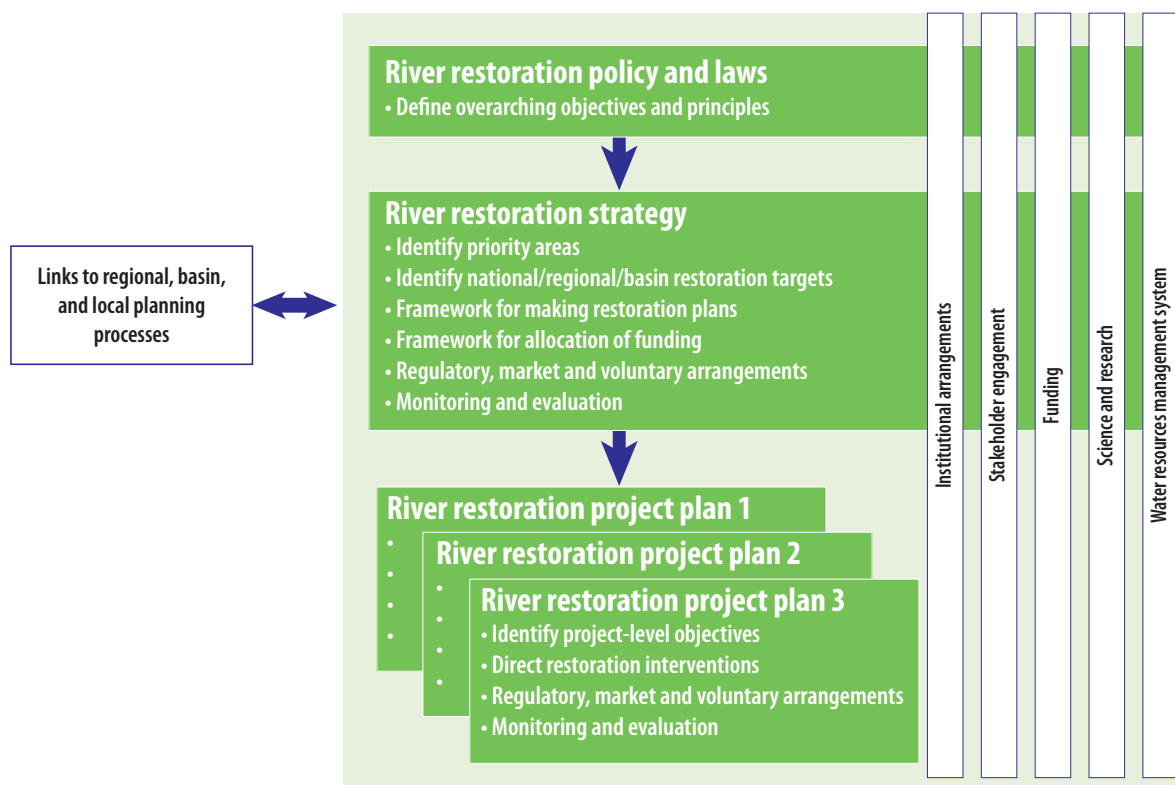 River restoration policy and laws
• Define overarching objectives and principles
River restoration strategy
• Identify priority areas
• Identify national/regional/basin restoration targets
• Framework for making restoration plans
• Framework for allocation of funding
• Regulatory, market and voluntary arrangements
• Monitoring and evaluation
Links to regional, basin,
and local planning
processes
River restoration project plan 1
•
•
•
•
River restoration project plan 2
•
•
•
•
River restoration project plan 3
• Identify project-level objectives
• Direct restoration interventions
• Regulatory, market and voluntary arrangements
• Monitoring and evaluation
Institutional arrangements
Stakeholder engagement
Funding
Science and research
Water resources management system